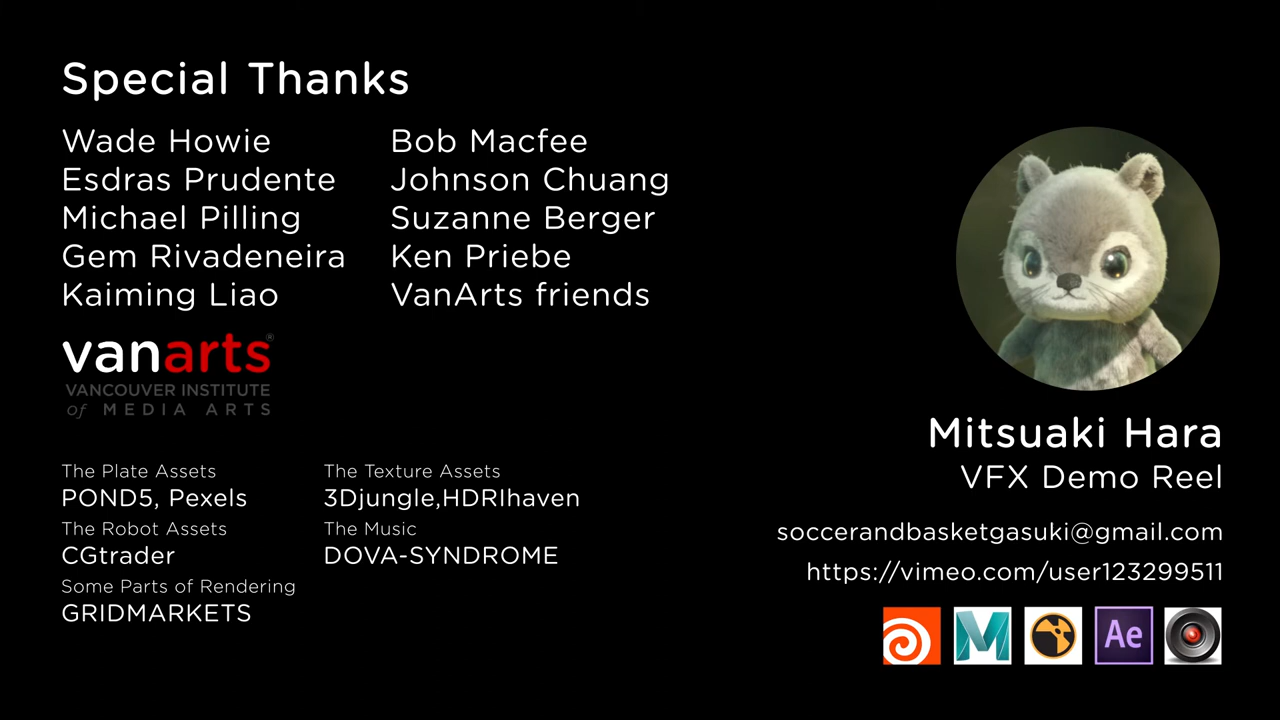 Special Thanks
Wade Howie
Esdras Prudente
Michael Pilling
Gem Rivadeneira
Kaiming Liao
Bob Macfee
Johnson Chuang
Suzanne Berger
Ken Priebe
VanArts friends
vanarts®
VANCOUVER INSTITUTE
of MEDIA ARTS
The Plate Assets
POND5, Pexels
The Robot Assets
CGtrader
Some Parts of Rendering
GRIDMARKETS
The Texture Assets
3Djungle,HDRIhaven
The Music
DOVA-SYNDROME
Mitsuaki Hara
VFX Demo Reel
soccerandbasketgasuki@gmail.com
https://vimeo.com/user123299511
M
Ae